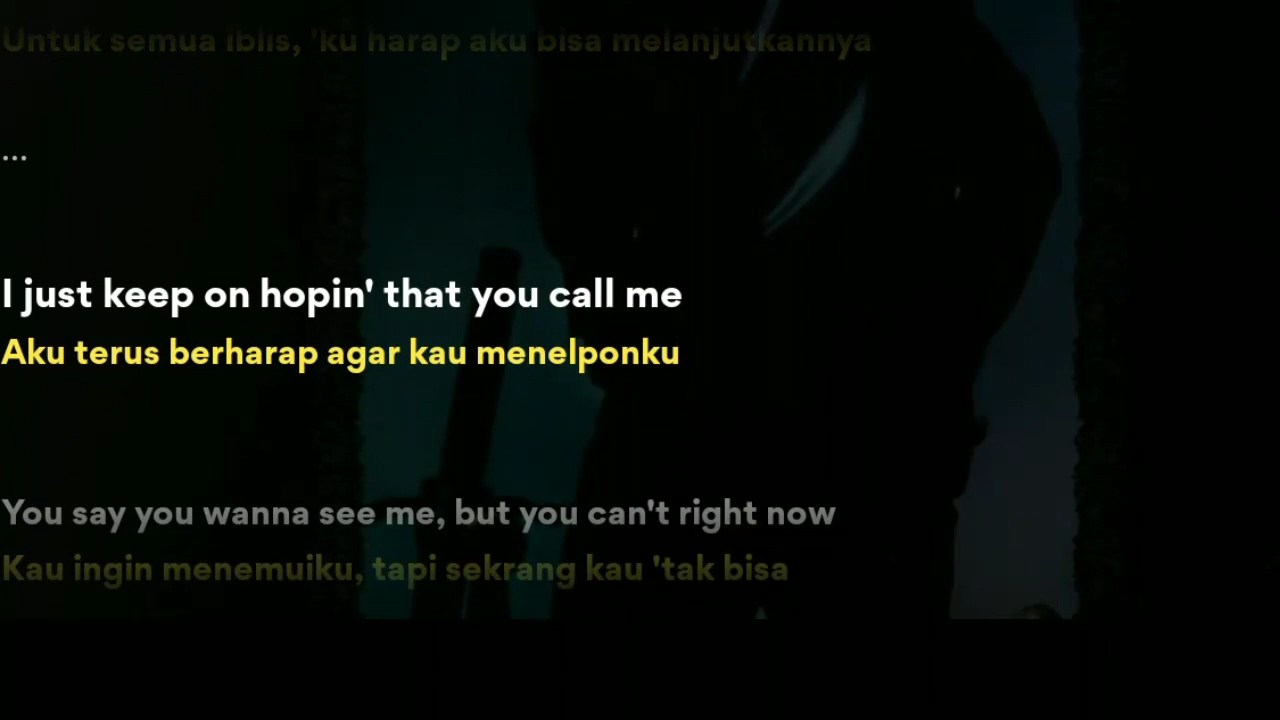 Untuk semua iblis, 'ku harap aku bisa melanjutkannya
...
I just keep on hopin' that you call me
Aku terus berharap agar kau menelponku
You say you wanna see me, but you can't right now
Kau ingin menemuiku, tapi sekrang kau 'tak bisa